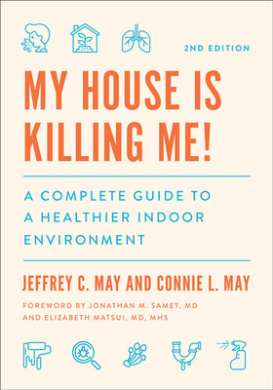 2ND EDITION
MY HOUSE IS
KILLING ME!
A COMPLETE GUIDE TO
A HEALTHIER INDOOR
ENVIRONMENT
JEFFREY C. MAY AND CONNIE L. MAY
FOREWORD BY JONATHAN M. SAMET, MD
AND ELIZABETH MATSUI, MD, MHS